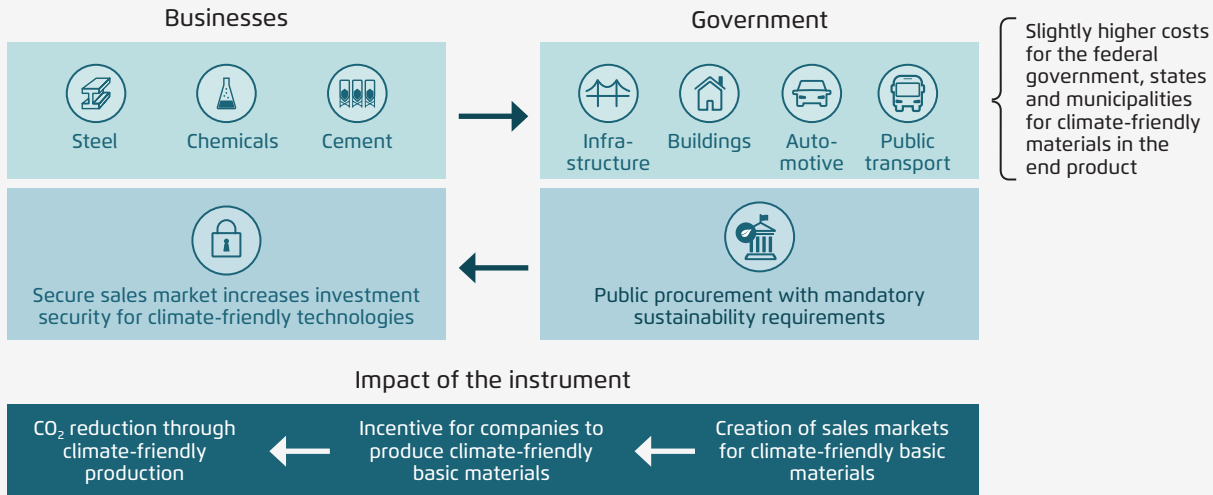 Businesses
Government
Steel
Chemicals
Cement
Infra-
structure
Buildings
Auto-
motive
Public
transport
Slightly higher costs
for the federal
government, states
and municipalities
for climate-friendly
materials in the
end product
Secure sales market increases investment
security for climate-friendly technologies
Public procurement with mandatory
sustainability requirements
Impact of the instrument
CO₂ reduction through
climate-friendly
production
Incentive for companies to
produce climate-friendly
basic materials
Creation of sales markets
for climate-friendly basic
materials